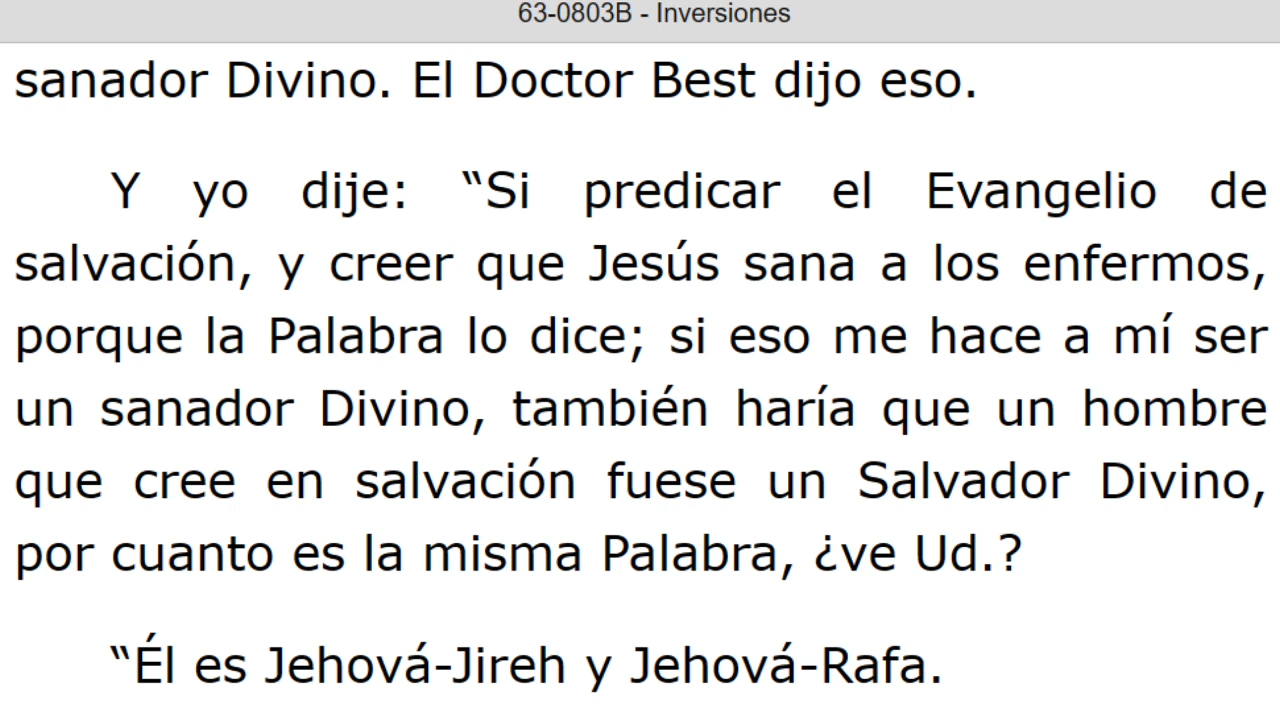 63-0803B - Inversiones
sanador Divino. El Doctor Best dijo eso.
Y yo dije: “Si predicar el Evangelio de
salvación, y creer que Jesús sana a los enfermos,
porque la Palabra lo dice; si eso me hace a mí ser
un sanador Divino, también haría que un hombre
que cree en salvación fuese un Salvador Divino,
por cuanto es la misma Palabra, ¿ve Ud.?
“Él es Jehová-Jireh y Jehová-Rafa.